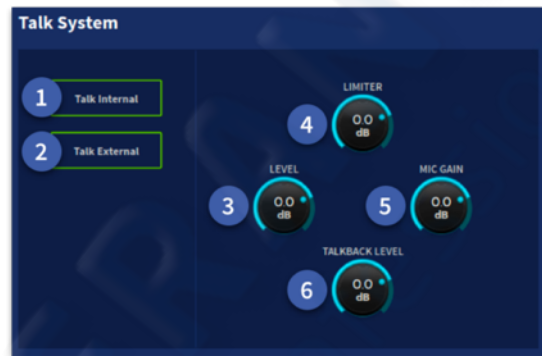 Talk System
1 Talk Internal
2 Talk External
LIMITER
4 0.0
dB
LEVEL MIC GAIN
3 0.0 5 0.0
dB dB
TALKBACK LEVEL
6 0.0
dB